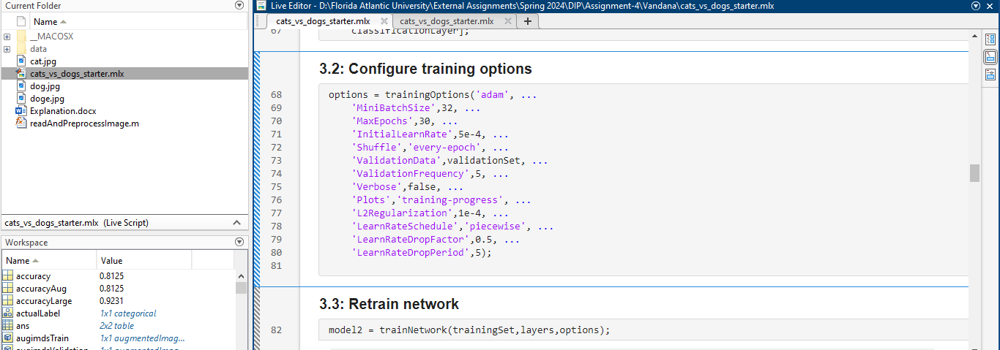 Current Folder
Name
__MACOSX
data
cat.jpg
cats_vs_dogs_starter.mlx
dog.jpg
doge.jpg
Explanation.docx
readAndPreprocessImage.m
cats_vs_dogs_starter.mlx (Live Script)
Workspace
Name Value
accuracy 0.8125
accuracyAug 0.8125
accuracyLarge 0.9231
actualLabel 1x1 categorical
ans 2x2 table
augimdsTrain 1x1 augmentedImag...
augimdsValidation 1x1 augmentedImag...
Live Editor - D:\Florida Atlantic University\External Assignments\Spring 2024\DIP\Assignment-4\Vandana\cats_vs_dogs_starter.mlx
cats_vs_dogs_starter.mlx cats_vs_dogs_starter.mlx
67 classificationLayer];
3.2: Configure training options
68 options = trainingOptions('adam', ...
69 'MiniBatchSize',32, ...
70 'MaxEpochs',30, ...
71 'InitialLearnRate',5e-4, ...
72 'Shuffle','every-epoch', ...
73 'ValidationData',validationSet, ...
74 'ValidationFrequency',5, ...
75 'Verbose',false, ...
76 'Plots','training-progress', ...
77 'L2Regularization',1e-4, ...
78 'LearnRateSchedule','piecewise', ...
79 'LearnRateDropFactor',0.5, ...
80 'LearnRateDropPeriod',5);
81
3.3: Retrain network
82 model2 = trainNetwork(trainingSet,layers,options);